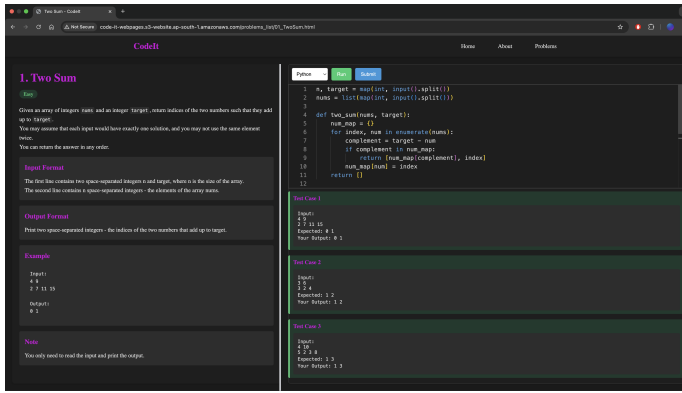 Two Sum - CodeIt
Not Secure code-it-webpages.s3-website.ap-south-1.amazonaws.com/problems_list/01_TwoSum.html
CodeIt
Home
About
Problems
1. Two Sum
Easy
Given an array of integers nums and an integer target, return indices of the two numbers such that they add
up to target.
You may assume that each input would have exactly one solution, and you may not use the same element
twice.
You can return the answer in any order.
Input Format
The first line contains two space-separated integers n and target, where n is the size of the array.
The second line contains n space-separated integers - the elements of the array nums.
Output Format
Print two space-separated integers - the indices of the two numbers that add up to target.
Example
Input:
4 9
2 7 11 15
Output:
0 1
Note
You only need to read the input and print the output.
Python
Run
Submit
1 n, target = map(int, input().split())
2 nums = list(map(int, input().split()))
3
4 def two_sum(nums, target):
5 num_map = {}
6 for index, num in enumerate(nums):
7 complement = target - num
8 if complement in num_map:
9 return [num_map[complement], index]
10 num_map[num] = index
11 return []
12
Test Case 1
Input:
4 9
2 7 11 15
Expected: 0 1
Your Output: 0 1
Test Case 2
Input:
3 6
3 2 4
Expected: 1 2
Your Output: 1 2
Test Case 3
Input:
4 10
5 2 3 8
Expected: 1 3
Your Output: 1 3